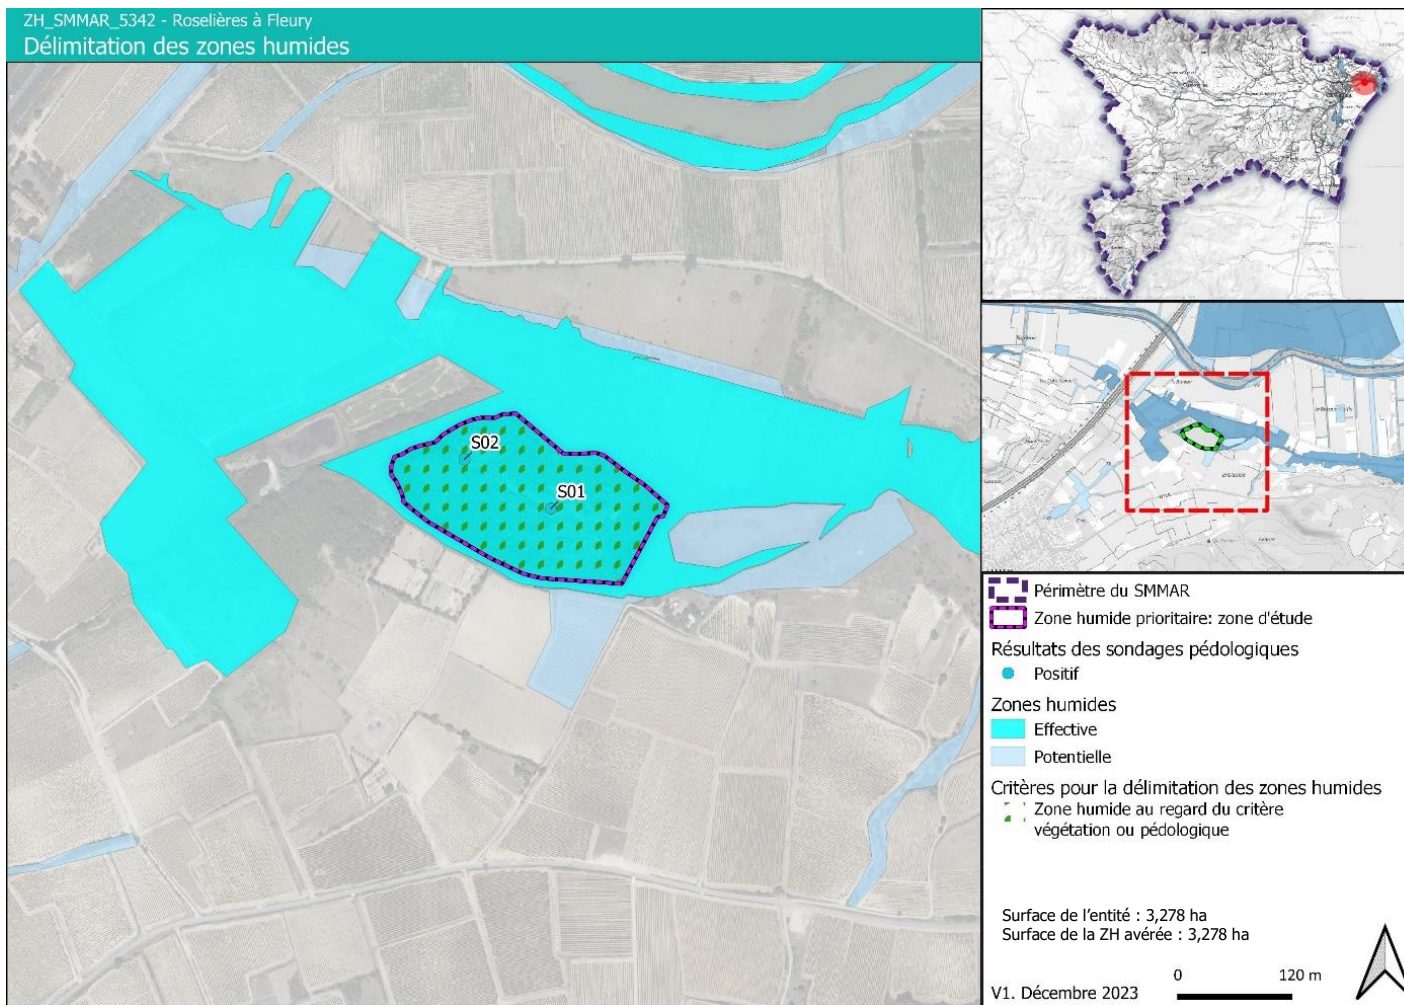 ZH_SMMAR_5342 - Roselières à Fleury
Délimitation des zones humides
S02
S01
Périmètre du SMMAR
Zone humide prioritaire: zone d'étude
Résultats des sondages pédologiques
Positif
Zones humides
Effective
Potentielle
Critères pour la délimitation des zones humides
Zone humide au regard du critère
végétation ou pédologique
Surface de l'entité : 3,278 ha
Surface de la ZH avérée : 3,278 ha
0
120 m
V1. Décembre 2023